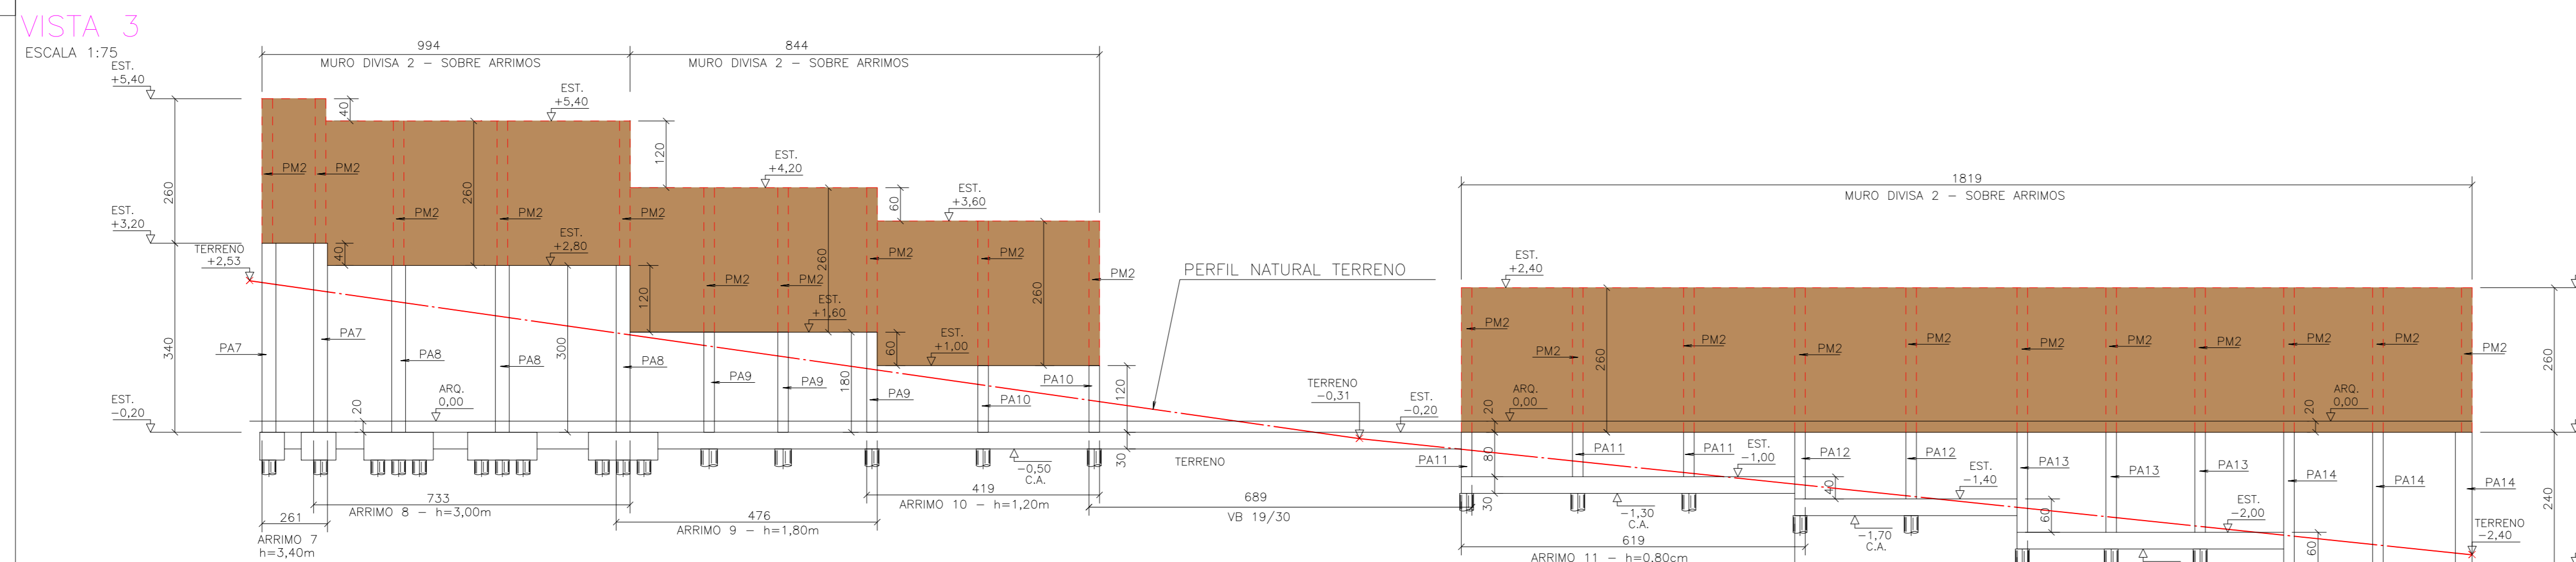 VISTA 3
ESCALA 1:75
994
844
MURO DIVISA 2 – SOBRE ARRIMOS
MURO DIVISA 2 – SOBRE ARRIMOS
EST.
+5,40
40
EST.
+5,40
120
EST.
+4,20
60
EST.
+3,60
1819
MURO DIVISA 2 – SOBRE ARRIMOS
260
PM2
PM2
260
PM2
PM2
PM2
EST.
+3,20
TERRENO
+2,53
40
EST.
+2,80
120
260
PM2
PM2
PM2
PM2
PM2
260
EST.
+1,60
60
EST.
+1,00
PERFIL NATURAL TERRENO
EST.
+2,40
PM2
PM2
PM2
PM2
PM2
PM2
PM2
PM2
PM2
PM2
PM2
260
260
340
PA7
PA7
PA8
PA8
300
PA8
PA9
PA9
180
PA9
PA10
PA10
120
EST.
-0,20
20
ARQ.
0,00
TERRENO
-0,31
EST.
-0,20
20
ARQ.
0,00
ARQ.
0,00
20
-0,50
C.A.
30
TERRENO
PA11
80
PA11
PA11
EST.
-1,00
PA12
PA12
EST.
-1,40
PA13
PA13
PA13
PA14
PA14
PA14
240
30
-1,30
C.A.
40
-1,70
C.A.
60
EST.
-2,00
60
TERRENO
-2,40
733
ARRIMO 8 – h=3,00m
261
ARRIMO 7
h=3,40m
476
ARRIMO 9 – h=1,80m
419
ARRIMO 10 – h=1,20m
689
VB 19/30
619
ARRIMO 11 – h=0,80cm